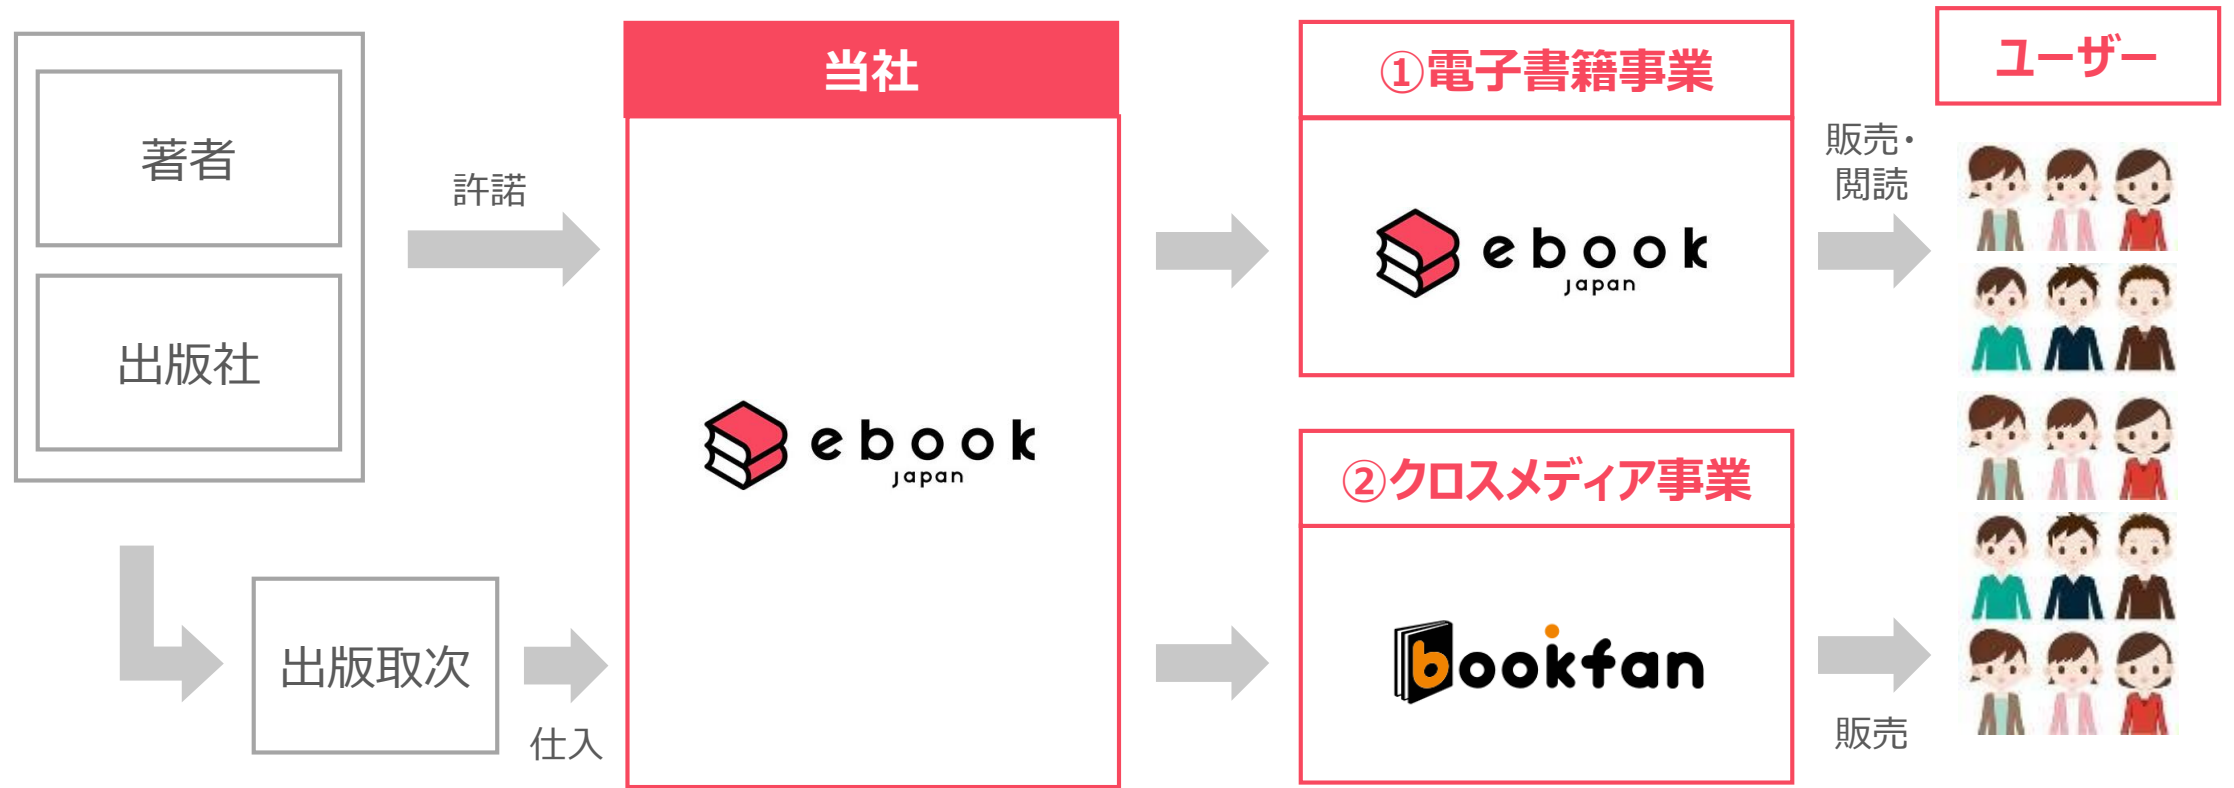 著者
出版社
許諾
出版取次
仕入
当社
ebook
japan
①電子書籍事業
ebook
japan
②クロスメディア事業
bookfan
販売・
閲読
販売
ユーザー